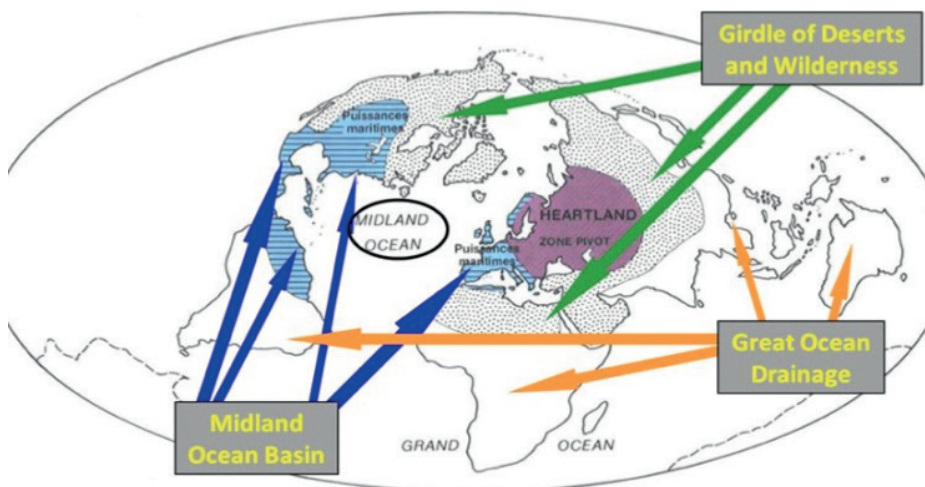 Girdle of Deserts
and Wilderness
Puissances
maritimes
MIDLAND
OCEAN
HEARTLAND
ZONE PIVOT
Puissances
maritimes
Great Ocean
Drainage
Midland
Ocean Basin
GRAND
OCEAN